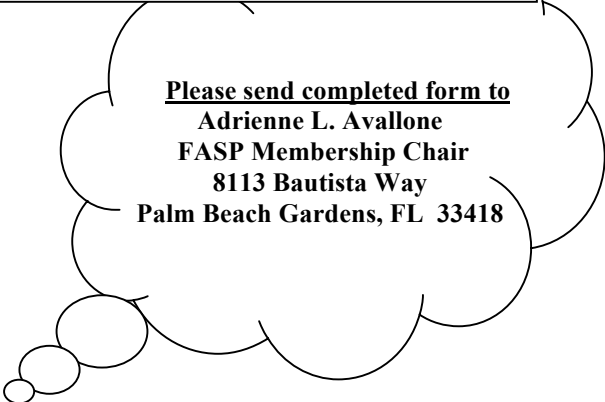 Please send completed form to
Adrienne L. Avallone
FASP Membership Chair
8113 Bautista Way
Palm Beach Gardens, FL  33418